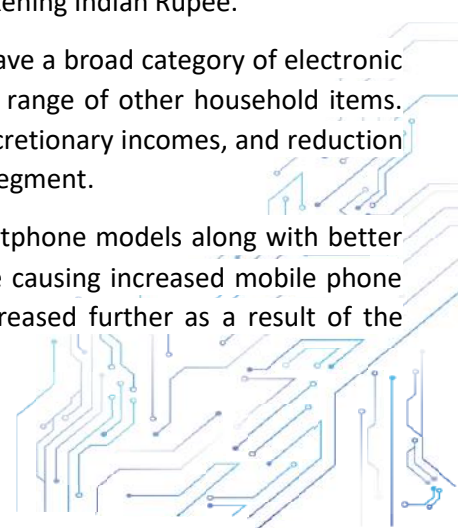 ening Indian Rupee.
ave a broad category of electronic
range of other household items.
cretionary incomes, and reduction
egment.
tphone models along with better
causing increased mobile phone
reased further as a result of the